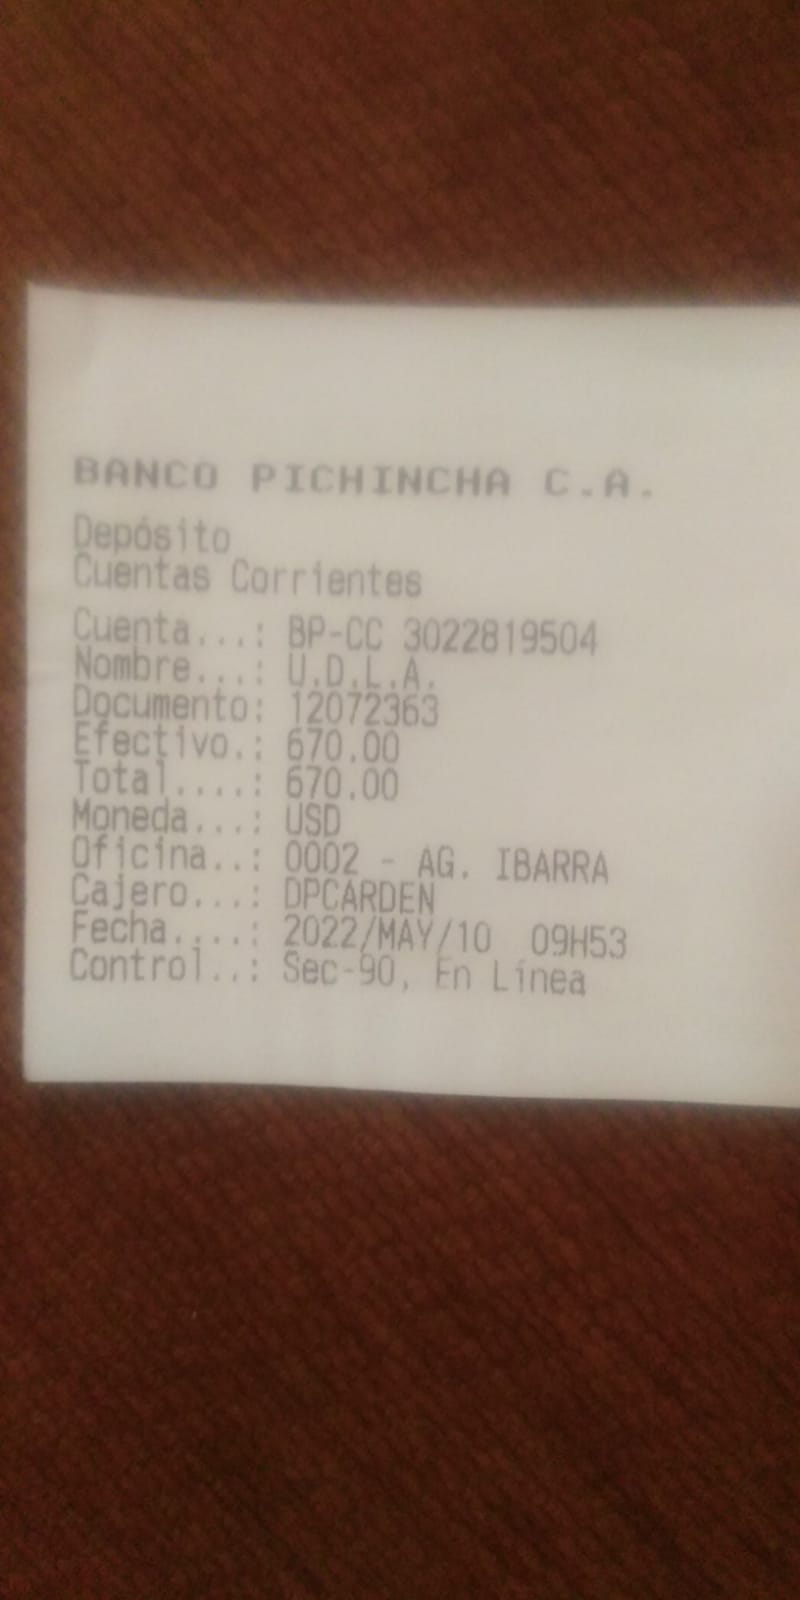 BANCO PICHINCHA C.A.
Depósito
Cuentas Corrientes
Cuenta...: BP-CC 3022819504
Nombre...: U.D.L.A.
Documento: 12072363
Efectivo.: 670.00
Total....: 670.00
Moneda...: USD
Oficina..: 0002 - AG. IBARRA
Cajero...: DPCARDEN
Fecha....: 2022/MAY/10 09H53
Control..: Sec-90, En Línea